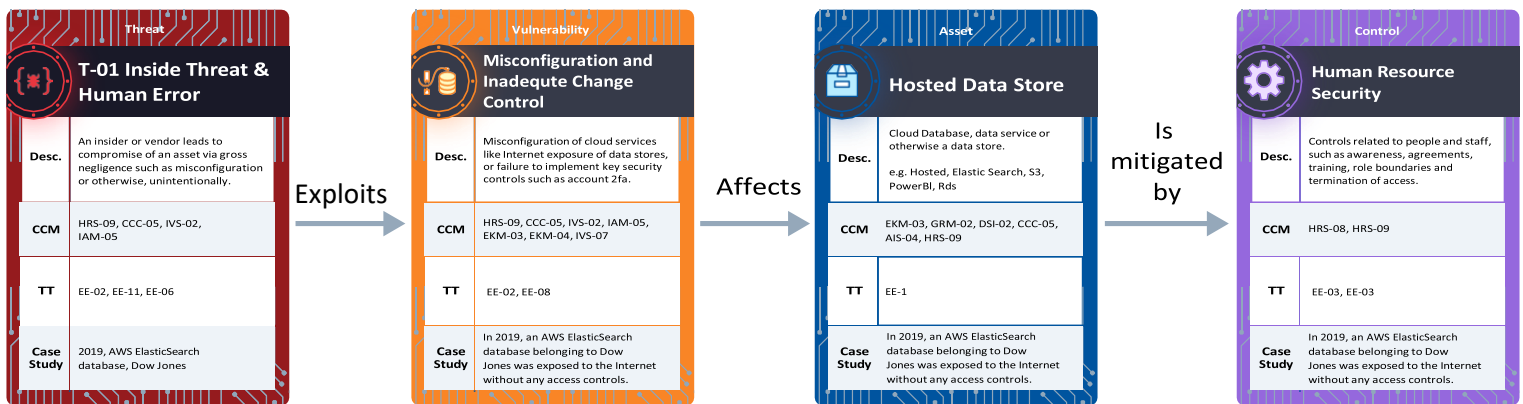 Threat
T-01 Inside Threat &
Human Error
Desc.
An insider or vendor leads to
compromise of an asset via gross
negligence such as misconfiguration
or otherwise, unintentionally.
CCM
HRS-09, CCC-05, IVS-02,
IAM-05
TT
EE-02, EE-11, EE-06
Case
Study
2019, AWS ElasticSearch
database, Dow Jones
Exploits
Vulnerability
Misconfiguration and
Inadequte Change
Control
Desc.
Misconfiguration of cloud services
like Internet exposure of data stores,
or failure to implement key security
controls such as account 2fa.
CCM
HRS-09, CCC-05, IVS-02, IAM-05,
EKM-03, EKM-04, IVS-07
TT
EE-02, EE-08
Case
Study
In 2019, an AWS ElasticSearch
database belonging to Dow
Jones was exposed to the Internet
without any access controls.
Affects
Asset
Hosted Data Store
Desc.
Cloud Database, data service or
otherwise a data store.
e.g. Hosted, Elastic Search, S3,
PowerBI, Rds
CCM
EKM-03, GRM-02, DSI-02, CCC-05,
AIS-04, HRS-09
TT
EE-1
Case
Study
In 2019, an AWS ElasticSearch
database belonging to Dow
Jones was exposed to the Internet
without any access controls.
Is
mitigated
by
Control
Human Resource
Security
Desc.
Controls related to people and staff,
such as awareness, agreements,
training, role boundaries and
termination of access.
CCM
HRS-08, HRS-09
TT
EE-03, EE-03
Case
Study
In 2019, an AWS ElasticSearch
database belonging to Dow
Jones was exposed to the Internet
without any access controls.